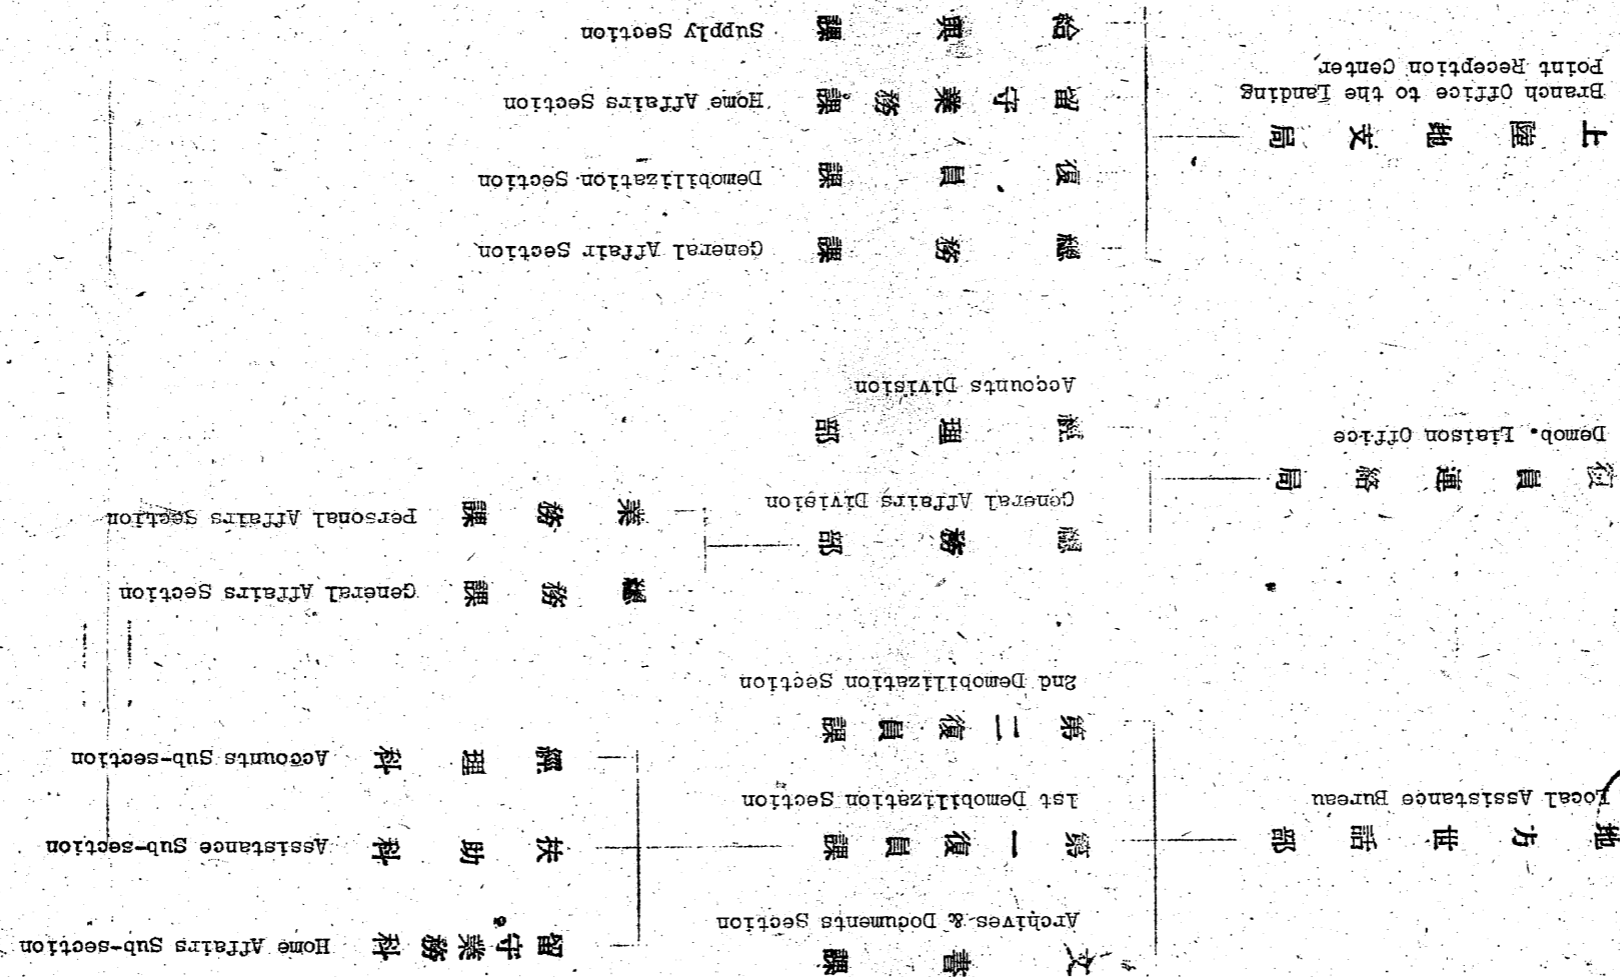 文書課
Archives & Documents Section
留守業務科 Home Affairs Sub-section
地方世話部
Local Assistance Bureau
第一復員課
1st Demobilization Section
扶助科 Assistance Sub-section
經理科 Accounts Sub-section
第二復員課
2nd Demobilization Section
總務課 General Affairs Section
總務部
General Affairs Division
業務課 Personal Affairs Section
復員連絡局
Demob. Liaison Office
經理部
Accounts Division
總務課 General Affair Section
復員課 Demobilization Section
上陸地支局
Branch Office to the Landing
Point Reception Center
留守業務課 Home Affairs Section
給與課 Supply Section